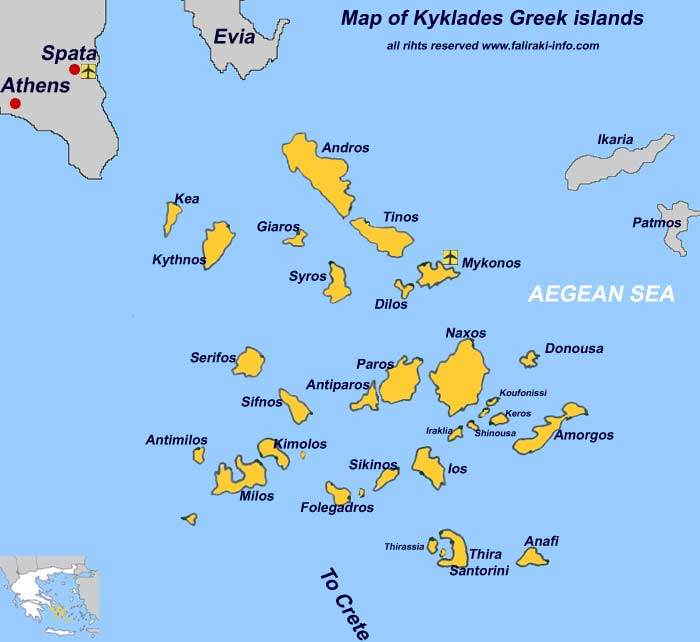 Map of Kyklades Greek islands
all rihts reserved www.faliraki-info.com
Evia
Spata
Athens
Andros
Ikaria
Kea
Tinos
Giaros
Patmos
Kythnos
Mykonos
Syros
Dilos
AEGEAN SEA
Naxos
Donousa
Serifos
Paros
Antiparos
Koufonissi
Sifnos
Keros
Iraklia
Shinousa
Amorgos
Antimilos
Kimolos
Sikinos
Ios
Milos
Folegadros
Thirassia
Thira
Santorini
Anafi
To Crete